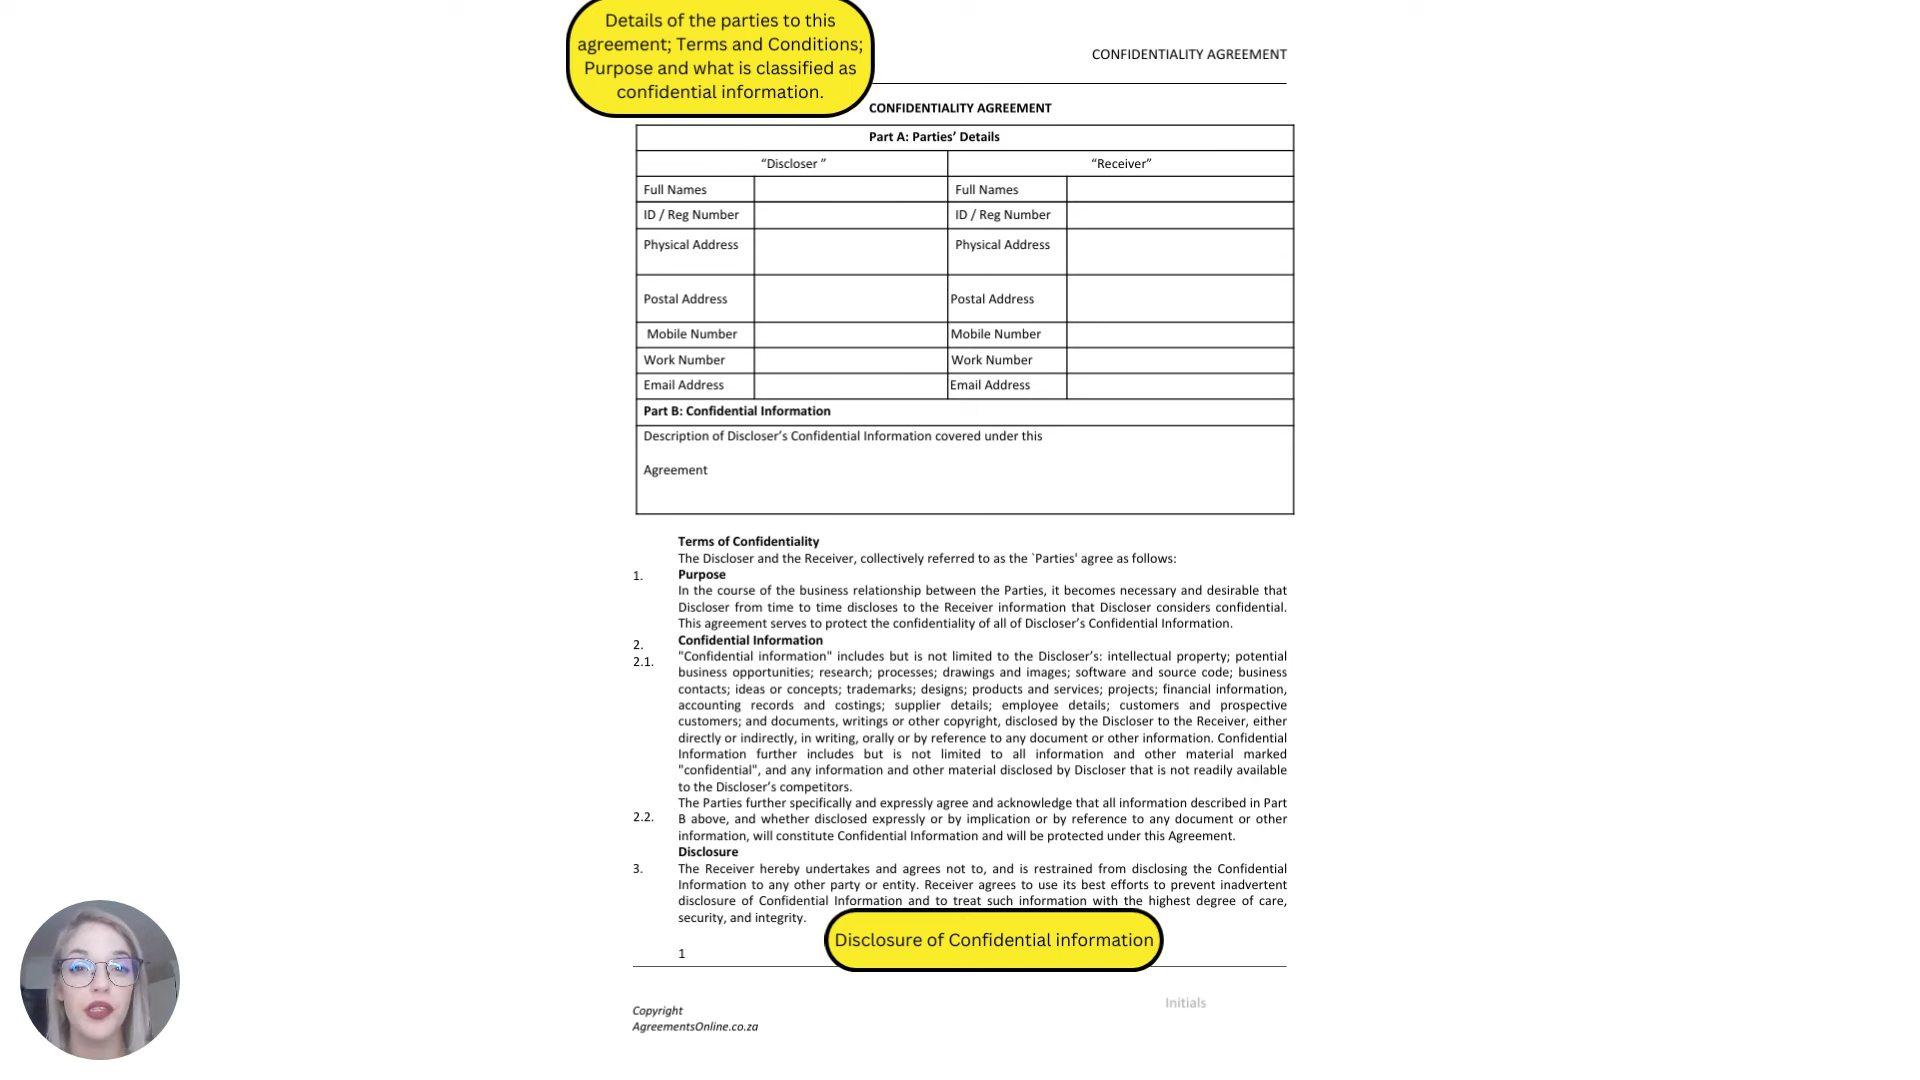 Details of the parties to this
agreement; Terms and Conditions;
Purpose and what is classified as
confidential information.
CONFIDENTIALITY AGREEMENT
CONFIDENTIALITY AGREEMENT
Part A: Parties’ Details
“Discloser ” “Receiver”
Full Names Full Names
ID / Reg Number ID / Reg Number
Physical Address Physical Address
Postal Address Postal Address
Mobile Number Mobile Number
Work Number Work Number
Email Address Email Address
Part B: Confidential Information
Description of Discloser’s Confidential Information covered under this
Agreement
Terms of Confidentiality
The Discloser and the Receiver, collectively referred to as the `Parties' agree as follows:
1. Purpose
In the course of the business relationship between the Parties, it becomes necessary and desirable that
Discloser from time to time discloses to the Receiver information that Discloser considers confidential.
This agreement serves to protect the confidentiality of all of Discloser’s Confidential Information.
2. Confidential Information
2.1. "Confidential information" includes but is not limited to the Discloser’s: intellectual property; potential
business opportunities; research; processes; drawings and images; software and source code; business
contacts; ideas or concepts; trademarks; designs; products and services; projects; financial information,
accounting records and costings; supplier details; employee details; customers and prospective
customers; and documents, writings or other copyright, disclosed by the Discloser to the Receiver, either
directly or indirectly, in writing, orally or by reference to any document or other information. Confidential
Information further includes but is not limited to all information and other material marked
"confidential", and any information and other material disclosed by Discloser that is not readily available
to the Discloser’s competitors.
The Parties further specifically and expressly agree and acknowledge that all information described in Part
2.2. B above, and whether disclosed expressly or by implication or by reference to any document or other
information, will constitute Confidential Information and will be protected under this Agreement.
Disclosure
3. The Receiver hereby undertakes and agrees not to, and is restrained from disclosing the Confidential
Information to any other party or entity. Receiver agrees to use its best efforts to prevent inadvertent
disclosure of Confidential Information and to treat such information with the highest degree of care,
security, and integrity.
Disclosure of Confidential information
1
Initials
Copyright
AgreementsOnline.co.za